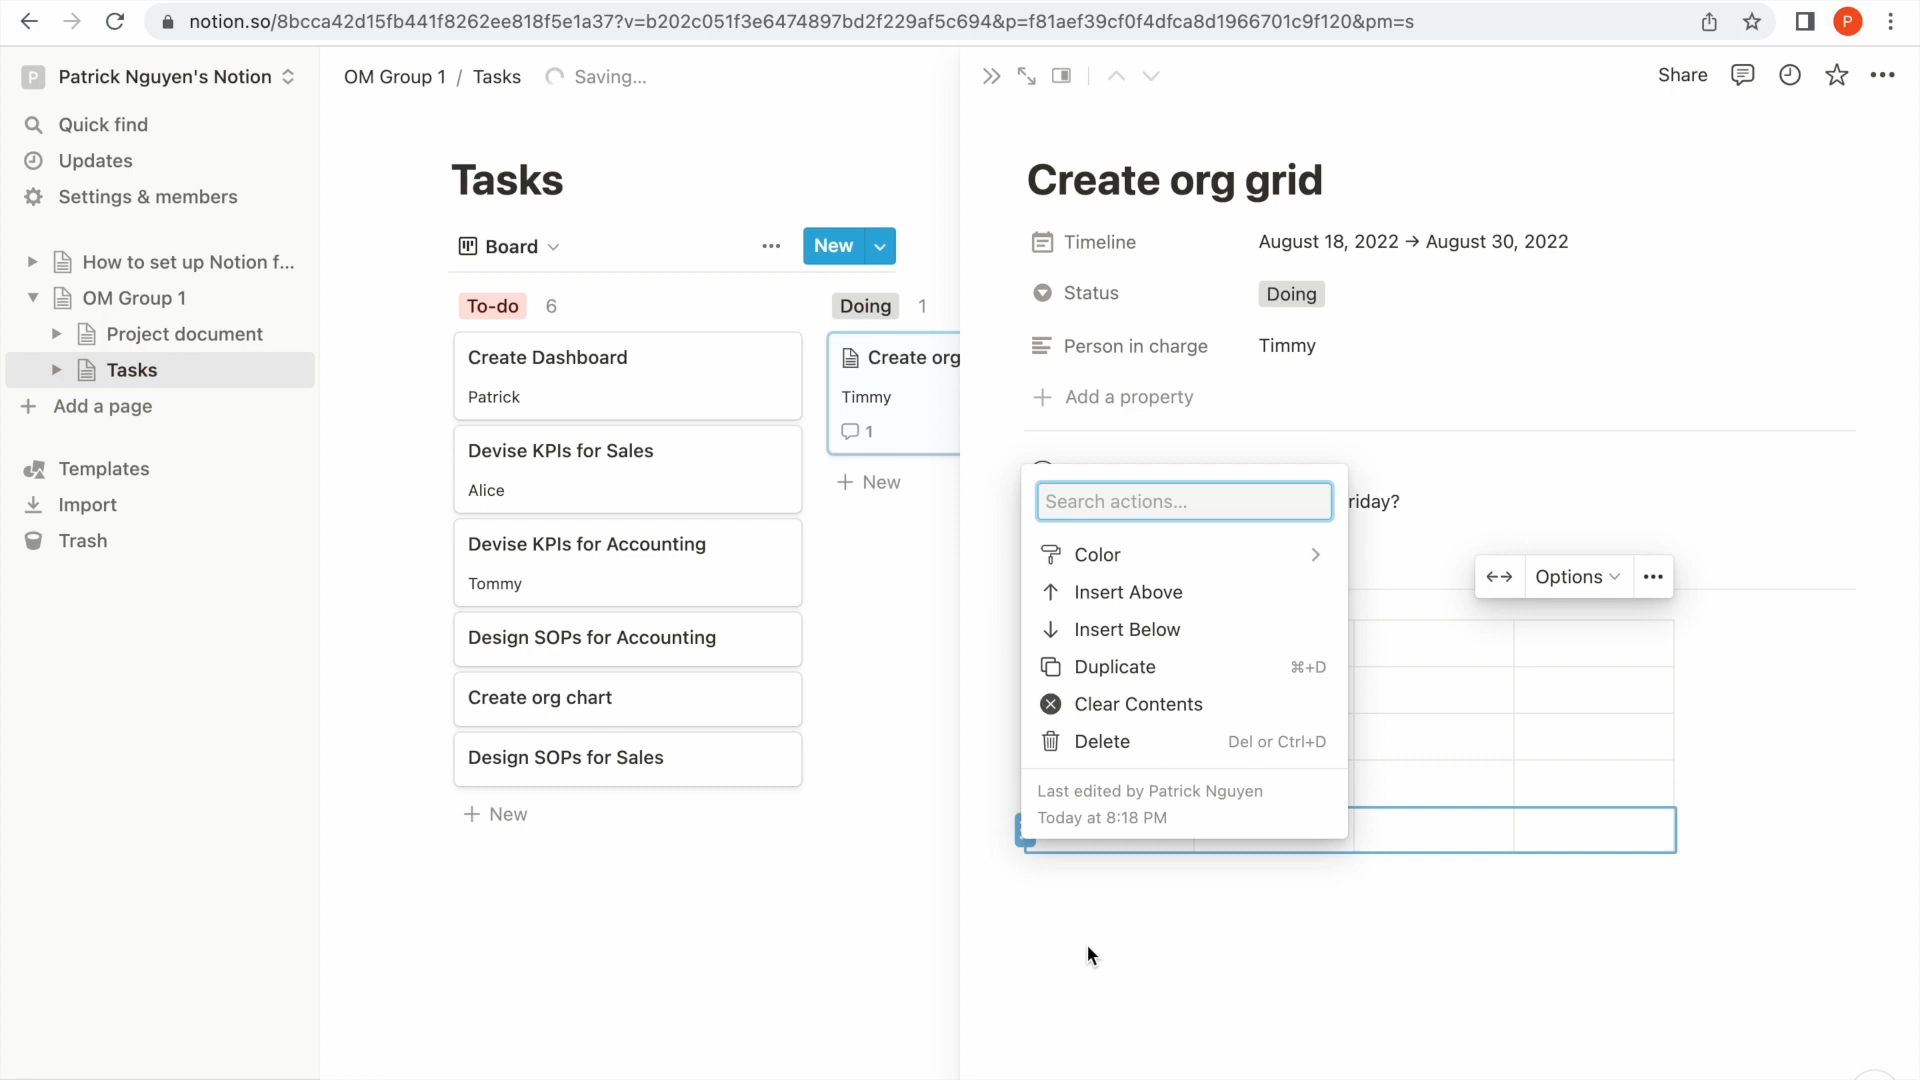 notion.so/8bcca42d15fb441f8262ee818f5e1a37?v=b202c051f3e6474897bd2f229af5c694&p=f81aef39cf0f4dfca8d1966701c9f120&pm=s
P
P Patrick Nguyen's Notion
Quick find
Updates
Settings & members
How to set up Notion f...
OM Group 1
Project document
Tasks
Add a page
Templates
Import
Trash
OM Group 1 / Tasks Saving...
Tasks
Board
New
To-do 6
Create Dashboard
Patrick
Devise KPIs for Sales
Alice
Devise KPIs for Accounting
Tommy
Design SOPs for Accounting
Create org chart
Design SOPs for Sales
New
Doing 1
Create org
Timmy
1
New
Share
Create org grid
Timeline August 18, 2022 → August 30, 2022
Status Doing
Person in charge Timmy
Add a property
riday?
Search actions...
Color
Insert Above
Insert Below
Duplicate ⌘+D
Clear Contents
Delete Del or Ctrl+D
Last edited by Patrick Nguyen
Today at 8:18 PM
Options